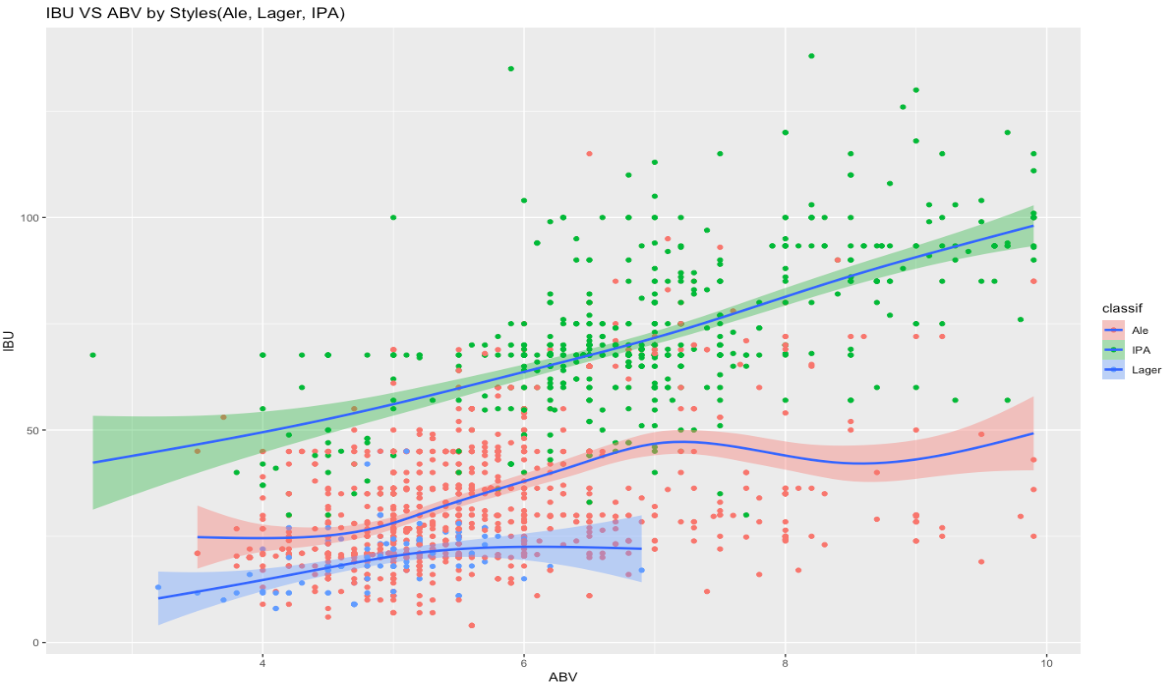 IBU VS ABV by Styles(Ale, Lager, IPA)
IBU
100
50
0
4
6
8
10
ABV
classif
Ale
IPA
Lager